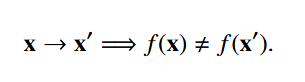 𝐱 → 𝐱′ ⟹ f(𝐱) ≠ f(𝐱′).